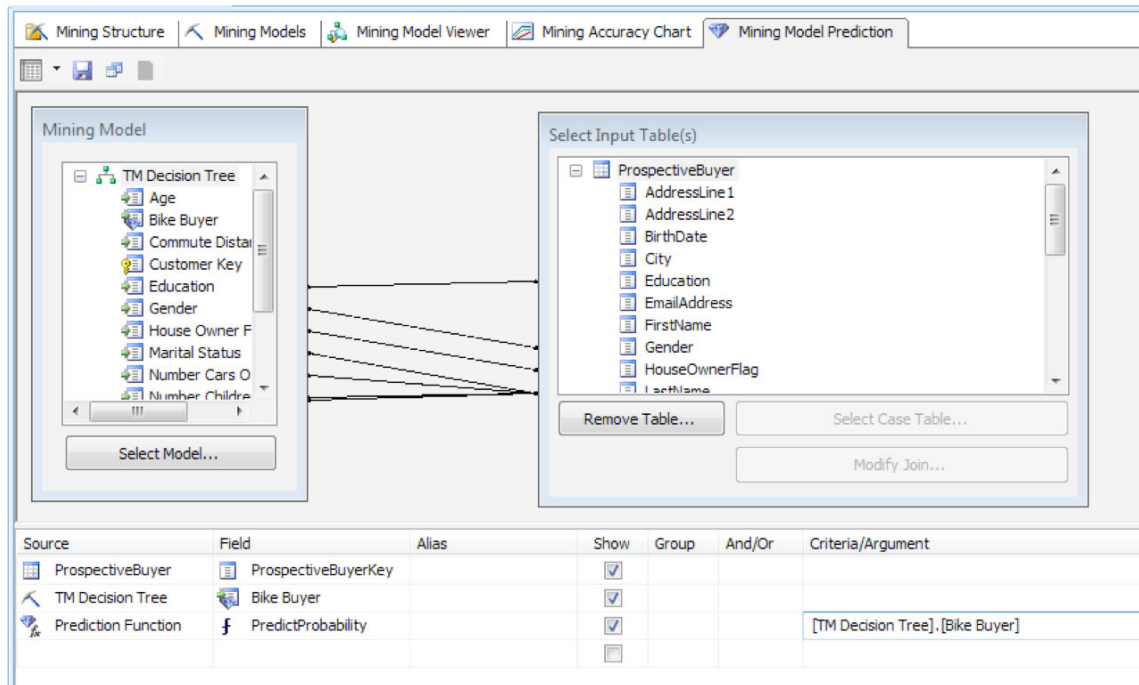 Mining Structure Mining Models Mining Model Viewer Mining Accuracy Chart Mining Model Prediction
Mining Model
TM Decision Tree
Age
Bike Buyer
Commute Distan
Customer Key
Education
Gender
House Owner F
Marital Status
Number Cars O
Number Childre
Select Model...
Select Input Table(s)
ProspectiveBuyer
AddressLine1
AddressLine2
BirthDate
City
Education
EmailAddress
FirstName
Gender
HouseOwnerFlag
LastName
Remove Table... Select Case Table...
Modify Join...
Source Field Alias Show Group And/Or Criteria/Argument
ProspectiveBuyer ProspectiveBuyerKey
TM Decision Tree Bike Buyer
Prediction Function PredictProbability [TM Decision Tree].[Bike Buyer]